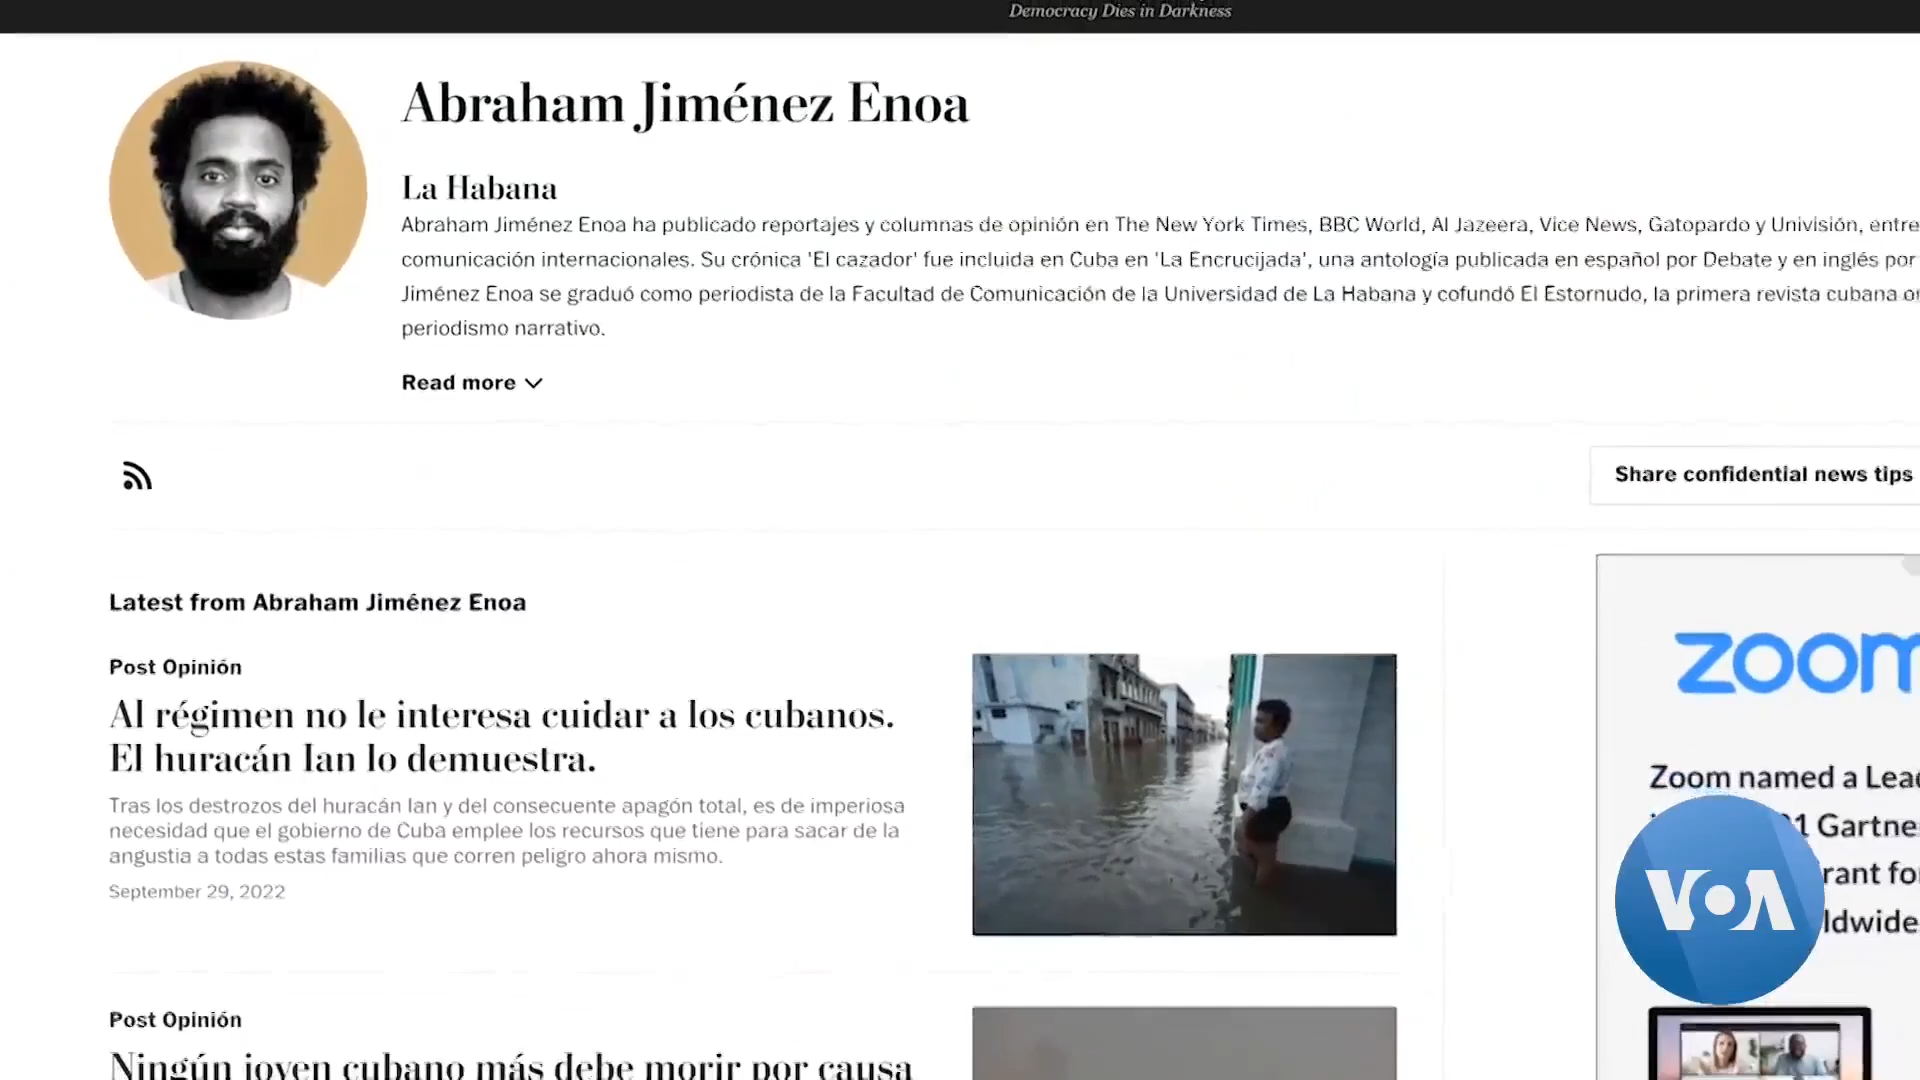 Democracy Dies in Darkness
Abraham Jiménez Enoa
La Habana
Abraham Jiménez Enoa ha publicado reportajes y columnas de opinión en The New York Times, BBC World, Al Jazeera, Vice News, Gatopardo y Univisión, entre
comunicación internacionales. Su crónica 'El cazador' fue incluida en Cuba en 'La Encrucijada', una antología publicada en español por Debate y en inglés por
Jiménez Enoa se graduó como periodista de la Facultad de Comunicación de la Universidad de La Habana y cofundó El Estornudo, la primera revista cubana
periodismo narrativo.
Read more
Share confidential news tips
Latest from Abraham Jiménez Enoa
Post Opinión
Al régimen no le interesa cuidar a los cubanos.
El huracán Ian lo demuestra.
Tras los destrozos del huracán Ian y del consecuente apagón total, es de imperiosa
necesidad que el gobierno de Cuba emplee los recursos que tiene para sacar de la
angustia a todas estas familias que corren peligro ahora mismo.
September 29, 2022
Post Opinión
Ningún joven cubano más debe morir por causa
zoom
Zoom named a
VOA